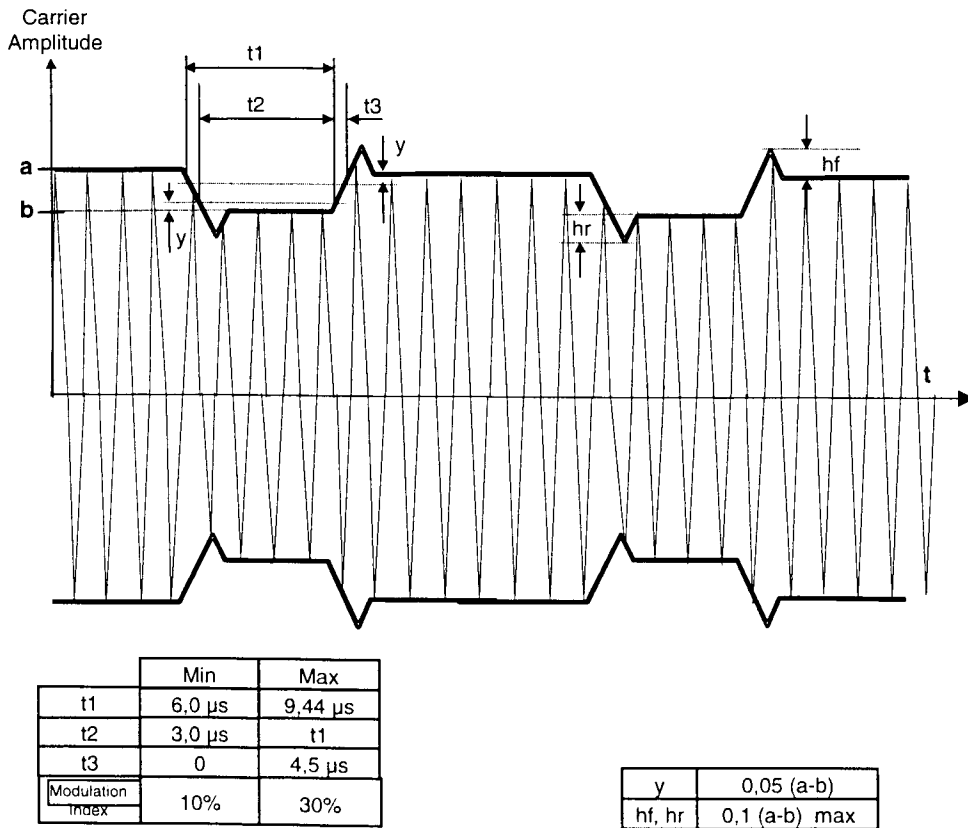 Carrier
Amplitude
t1
t2
t3
y
a
hf
b
y
hr
t
Min Max
t1 6,0 µs 9,44 µs
t2 3,0 µs t1
t3 0 4,5 µs
Modulation
Index 10% 30%
y 0,05 (a-b)
hf, hr 0,1 (a-b) max